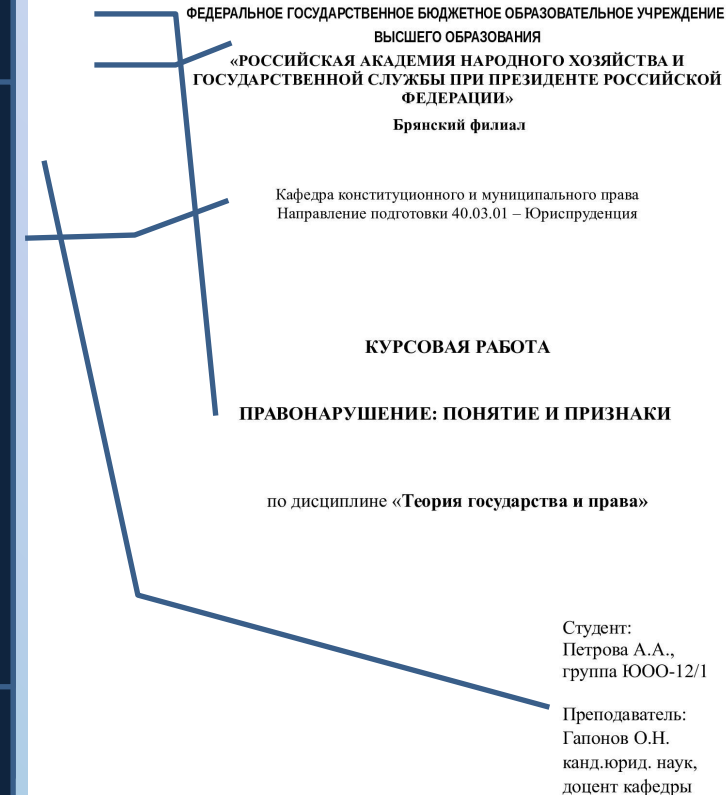 ФЕДЕРАЛЬНОЕ ГОСУДАРСТВЕННОЕ БЮДЖЕТНОЕ ОБРАЗОВАТЕЛЬНОЕ УЧРЕЖДЕНИЕ
ВЫСШЕГО ОБРАЗОВАНИЯ
«РОССИЙСКАЯ АКАДЕМИЯ НАРОДНОГО ХОЗЯЙСТВА И
ГОСУДАРСТВЕННОЙ СЛУЖБЫ ПРИ ПРЕЗИДЕНТЕ РОССИЙСКОЙ
ФЕДЕРАЦИИ»
Брянский филиал
Кафедра конституционного и муниципального права
Направление подготовки 40.03.01 – Юриспруденция
КУРСОВАЯ РАБОТА
ПРАВОНАРУШЕНИЕ: ПОНЯТИЕ И ПРИЗНАКИ
по дисциплине «Теория государства и права»
Студент:
Петрова А.А.,
группа ЮОО-12/1
Преподаватель:
Гапонов О.Н.
канд.юрид. наук,
доцент кафедры